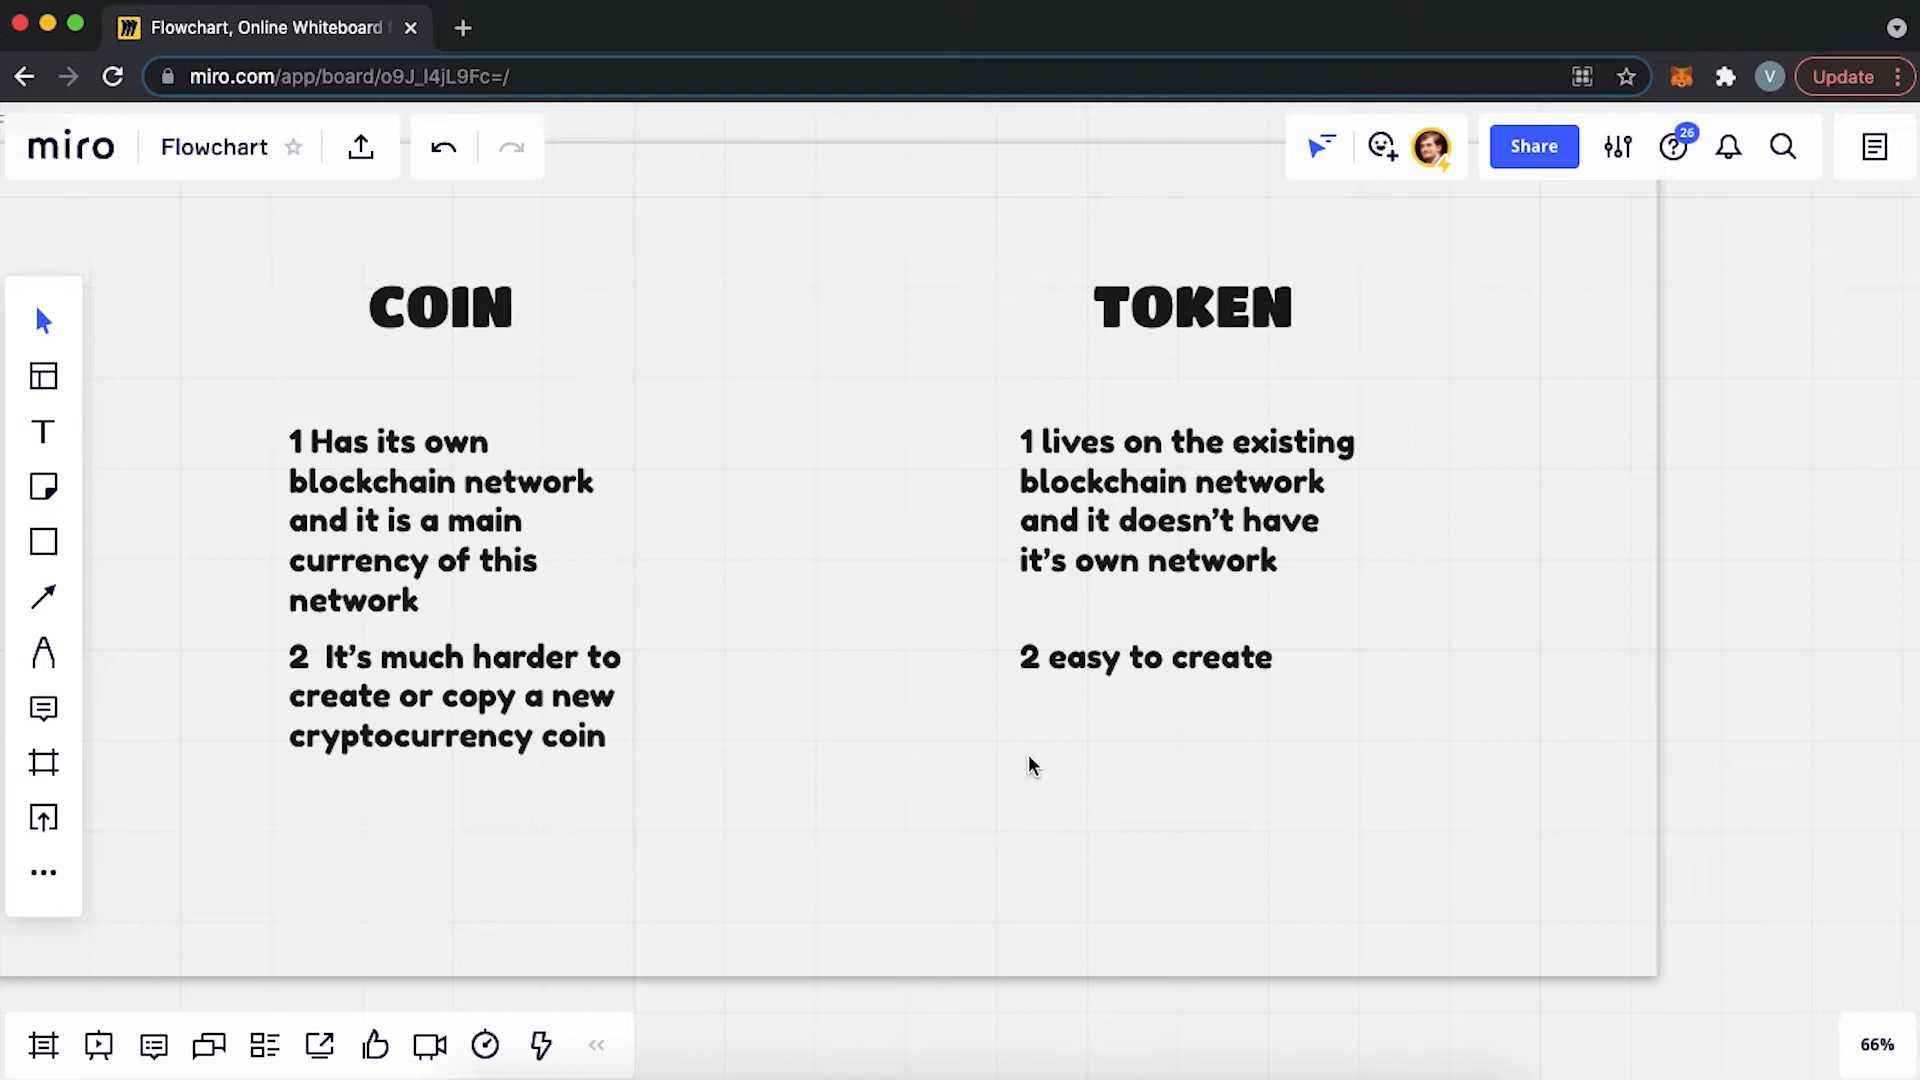 Flowchart, Online Whiteboard
miro.com/app/board/o9J_l4jL9Fc=/
V
Update
miro
Flowchart
Share
26
COIN
TOKEN
1 Has its own
blockchain network
and it is a main
currency of this
network
2 It's much harder to
create or copy a new
cryptocurrency coin
1 lives on the existing
blockchain network
and it doesn't have
it's own network
2 easy to create
66%